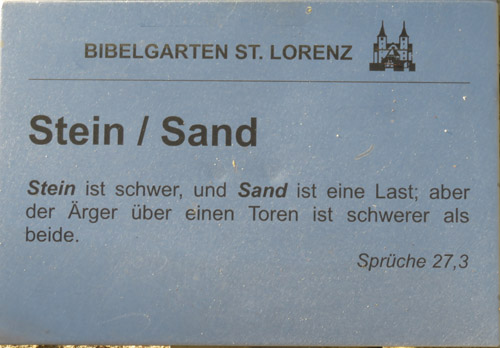 BIBELGARTEN ST. LORENZ
Stein / Sand
Stein ist schwer, und Sand ist eine Last; aber
der Ärger über einen Toren ist schwerer als
beide.
Sprüche 27,3